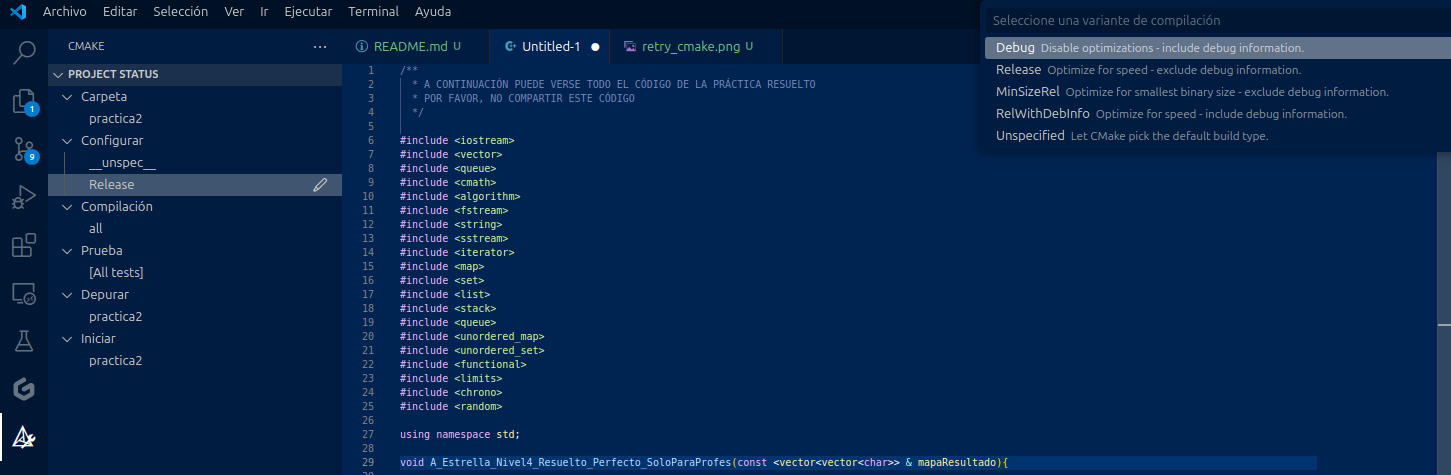 Archivo Editar Selección Ver Ir Ejecutar Terminal Ayuda
CMAKE
PROJECT STATUS
Carpeta
practica2
Configurar
__unspec__
Release
Compilación
all
Prueba
[All tests]
Depurar
practica2
Iniciar
practica2
1
9
README.md U
Untitled-1
retry_cmake.png U
1 /**
2 * A CONTINUACIÓN PUEDE VERSE TODO EL CÓDIGO DE LA PRÁCTICA RESUELTO
3 * POR FAVOR, NO COMPARTIR ESTE CÓDIGO
4 */
5
6 #include <iostream>
7 #include <vector>
8 #include <queue>
9 #include <cmath>
10 #include <algorithm>
11 #include <fstream>
12 #include <string>
13 #include <sstream>
14 #include <iterator>
15 #include <map>
16 #include <set>
17 #include <list>
18 #include <stack>
19 #include <queue>
20 #include <unordered_map>
21 #include <unordered_set>
22 #include <functional>
23 #include <limits>
24 #include <chrono>
25 #include <random>
26
27 using namespace std;
28
29 void A_Estrella_Nivel4_Resuelto_Perfecto_SoloParaProfes(const <vector<vector<char>> & mapaResultado){
Seleccione una variante de compilación
Debug Disable optimizations - include debug information.
Release Optimize for speed - exclude debug information.
MinSizeRel Optimize for smallest binary size - exclude debug information.
RelWithDebInfo Optimize for speed - include debug information.
Unspecified Let CMake pick the default build type.